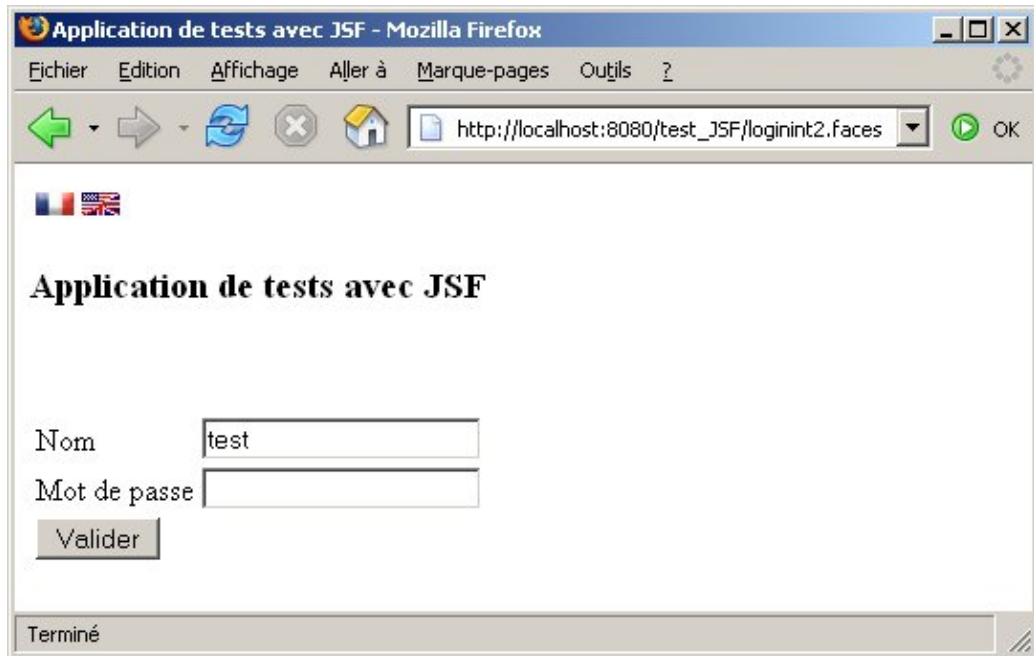 Application de tests avec JSF - Mozilla Firefox
Fichier Edition Affichage Aller à Marque-pages Outils ?
http://localhost:8080/test_JSF/loginint2.faces OK
Application de tests avec JSF
Nom test
Mot de passe
Valider
Terminé